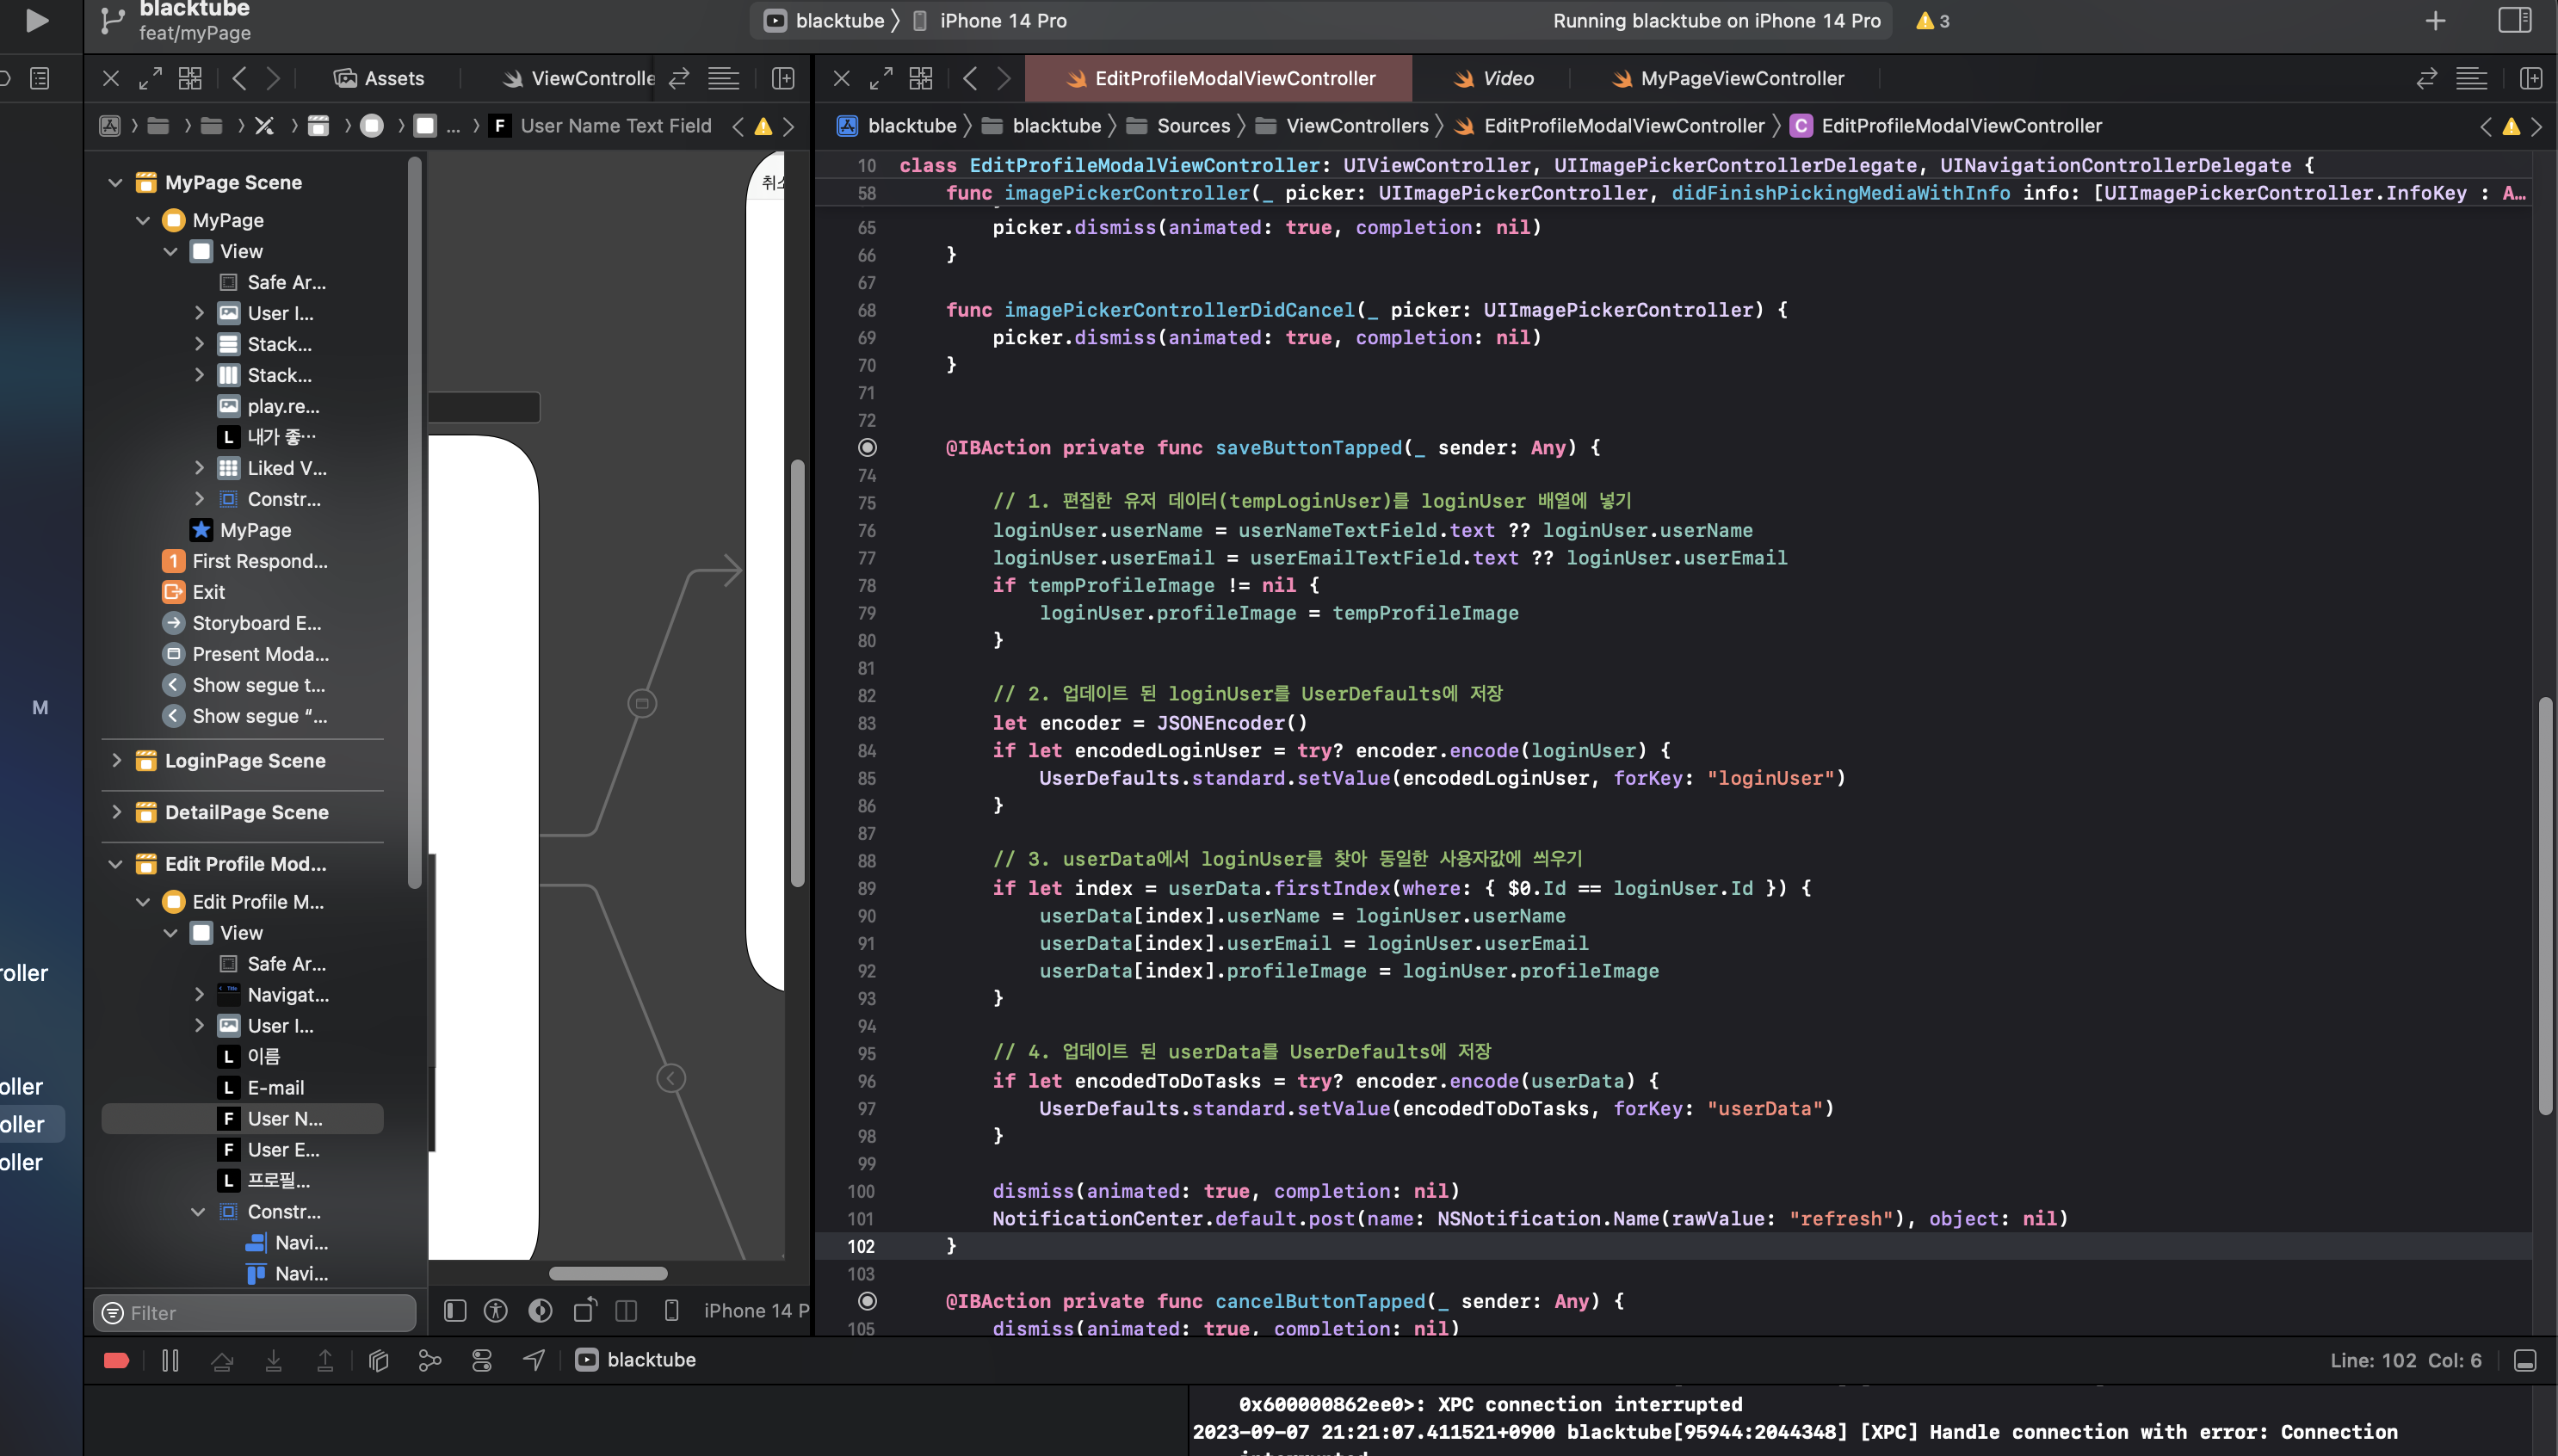 blacktube
feat/myPage
blacktube
iPhone 14 Pro
Running blacktube on iPhone 14 Pro
3
Assets
ViewControlle
EditProfileModalViewController
Video
MyPageViewController
... F User Name Text Field
blacktube
blacktube
Sources
ViewControllers
EditProfileModalViewController
C EditProfileModalViewController
MyPage Scene
MyPage
View
Safe Ar...
User I...
Stack...
Stack...
play.re...
L 내가 좋...
Liked V...
Constr...
MyPage
1 First Respond...
Exit
Storyboard E...
Present Moda...
Show segue t...
Show segue “...
LoginPage Scene
DetailPage Scene
Edit Profile Mod...
Edit Profile M...
View
Safe Ar...
Navigat...
User I...
L 이름
L E-mail
F User N...
F User E...
L 프로필...
Constr...
Navi...
Navi...
Filter
M
roller
oller
oller
oller
취소
iPhone 14 P
10 class EditProfileModalViewController: UIViewController, UIImagePickerControllerDelegate, UINavigationControllerDelegate {
58 func imagePickerController(_ picker: UIImagePickerController, didFinishPickingMediaWithInfo info: [UIImagePickerController.InfoKey : A...
65 picker.dismiss(animated: true, completion: nil)
66 }
67
68 func imagePickerControllerDidCancel(_ picker: UIImagePickerController) {
69 picker.dismiss(animated: true, completion: nil)
70 }
71
72
@IBAction private func saveButtonTapped(_ sender: Any) {
74
75 // 1. 편집한 유저 데이터(tempLoginUser)를 loginUser 배열에 넣기
76 loginUser.userName = userNameTextField.text ?? loginUser.userName
77 loginUser.userEmail = userEmailTextField.text ?? loginUser.userEmail
78 if tempProfileImage != nil {
79 loginUser.profileImage = tempProfileImage
80 }
81
82 // 2. 업데이트 된 loginUser를 UserDefaults에 저장
83 let encoder = JSONEncoder()
84 if let encodedLoginUser = try? encoder.encode(loginUser) {
85 UserDefaults.standard.setValue(encodedLoginUser, forKey: "loginUser")
86 }
87
88 // 3. userData에서 loginUser를 찾아 동일한 사용자값에 씌우기
89 if let index = userData.firstIndex(where: { $0.Id == loginUser.Id }) {
90 userData[index].userName = loginUser.userName
91 userData[index].userEmail = loginUser.userEmail
92 userData[index].profileImage = loginUser.profileImage
93 }
94
95 // 4. 업데이트 된 userData를 UserDefaults에 저장
96 if let encodedToDoTasks = try? encoder.encode(userData) {
97 UserDefaults.standard.setValue(encodedToDoTasks, forKey: "userData")
98 }
99
100 dismiss(animated: true, completion: nil)
101 NotificationCenter.default.post(name: NSNotification.Name(rawValue: "refresh"), object: nil)
102 }
103
@IBAction private func cancelButtonTapped(_ sender: Any) {
105 dismiss(animated: true, completion: nil)
blacktube
Line: 102 Col: 6
0x600000862ee0>: XPC connection interrupted
2023-09-07 21:21:07.411521+0900 blacktube[95944:2044348] [XPC] Handle connection with error: Connection